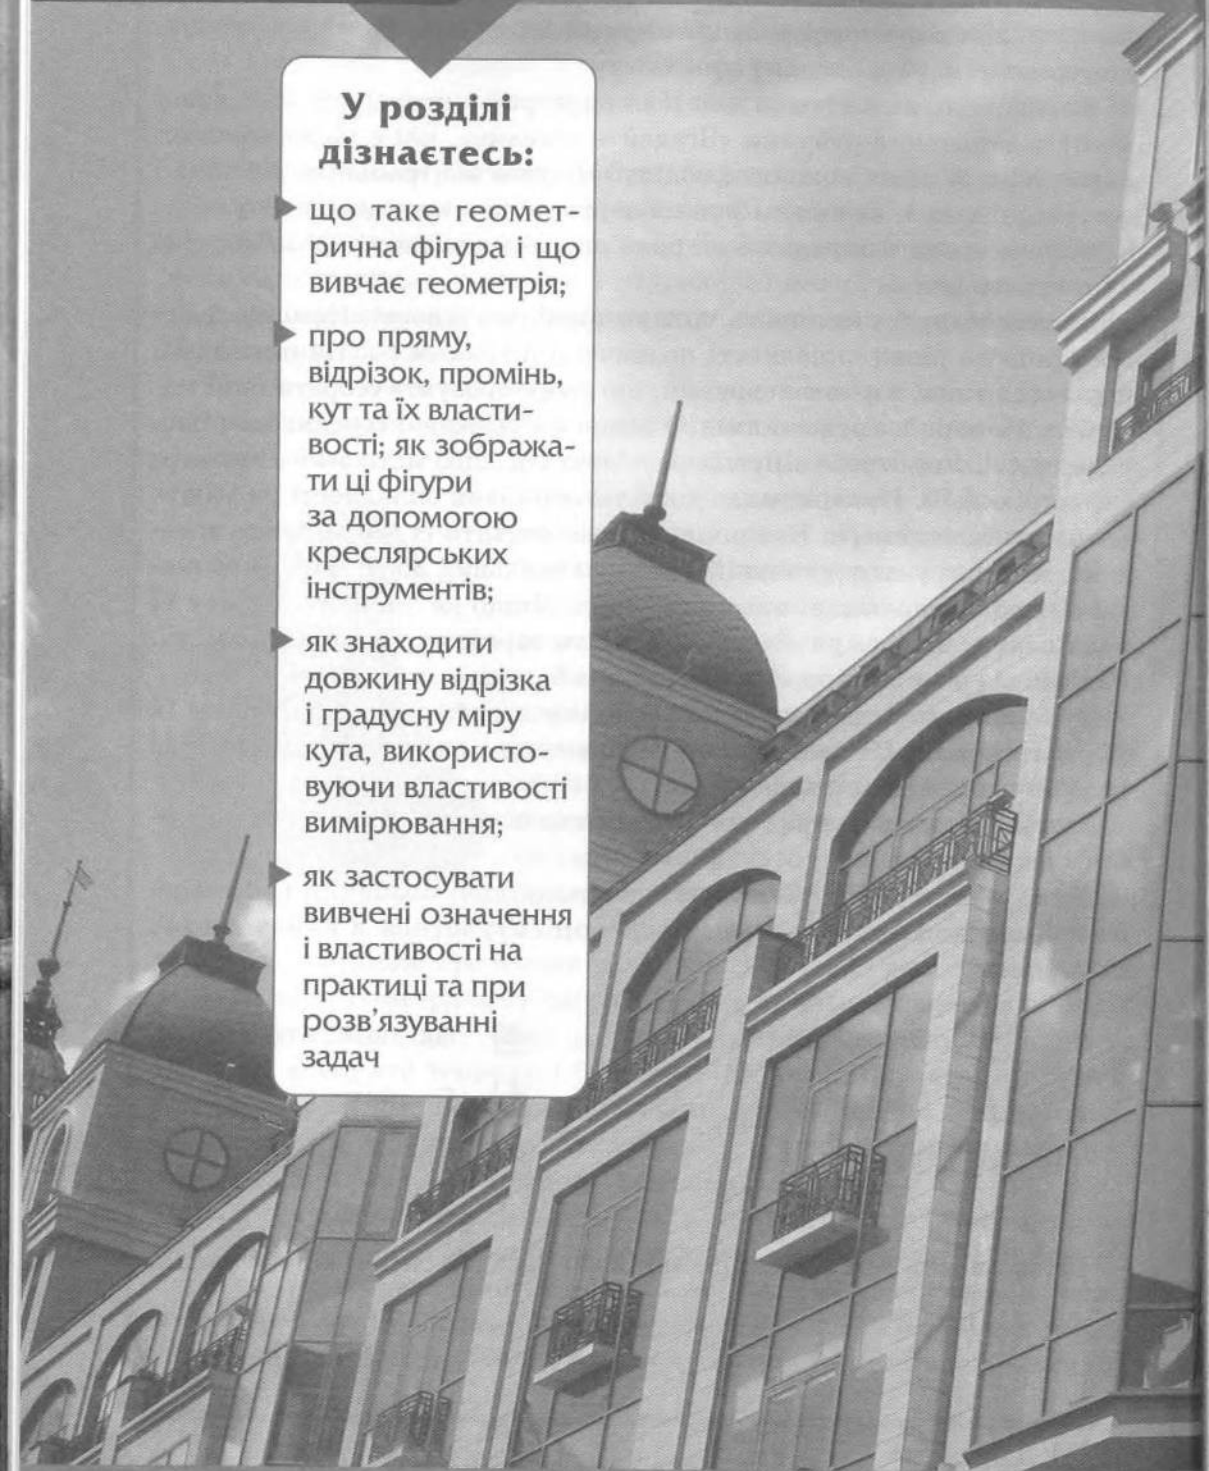 У розділі
дізнаєтесь:
що таке геомет-
рична фігура і що
вивчає геометрія;
про пряму,
відрізок, промінь,
кут та їх власти-
вості; як зобража-
ти ці фігури
за допомогою
креслярських
інструментів;
як знаходити
довжину відрізка
і градусну міру
кута, використо-
вуючи властивості
вимірювання;
як застосувати
вивчені означення
і властивості на
практиці та при
розв'язуванні
задач